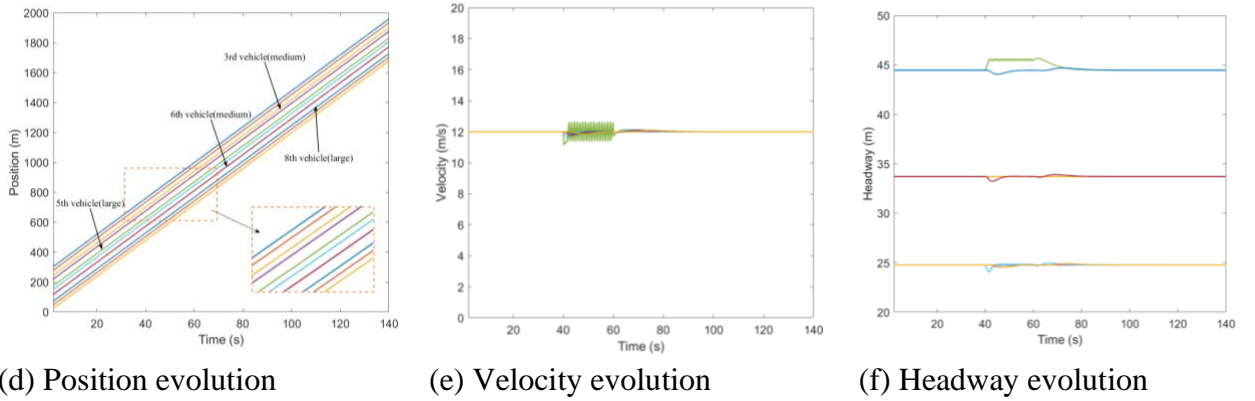 2000
1800
1600
1400
1200
1000
800
600
400
200
0
20 40 60 80 100 120 140
Position (m)
Time (s)
3rd vehicle(medium)
6th vehicle(medium)
8th vehicle(large)
5th vehicle(large)
20
18
16
14
12
10
8
6
4
2
0
20 40 60 80 100 120 140
Velocity (m/s)
Time (s)
50
45
40
35
30
25
20
20 40 60 80 100 120 140
Headway (m)
Time (s)
(d) Position evolution
(e) Velocity evolution
(f) Headway evolution